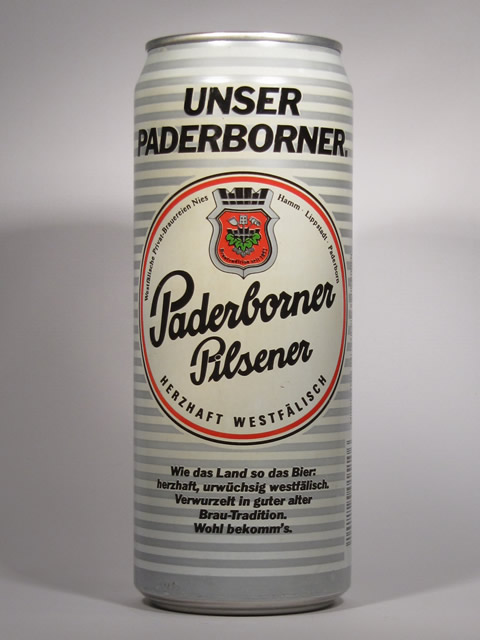 UNSER
PADERBORNER.
Westfälische Privat-Brauereien Nies Hamm · Lippstadt · Paderborn
Paderborner
Pilsener
HERZHAFT WESTFÄLISCH
Wie das Land so das Bier:
herzhaft, urwüchsig westfälisch.
Verwurzelt in guter alter
Brau-Tradition.
Wohl bekomm's.